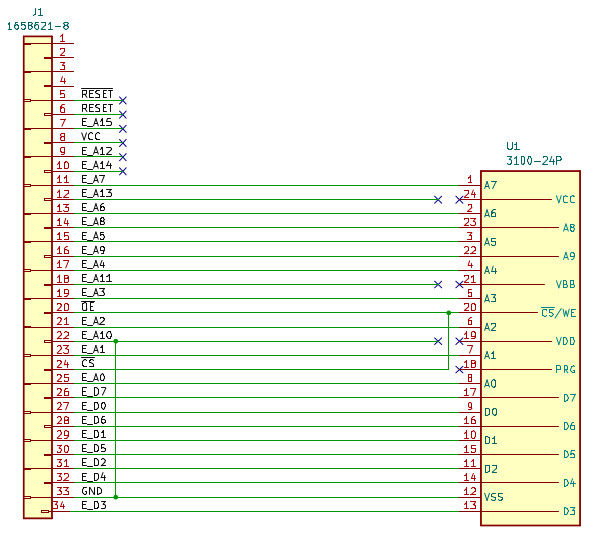 J1
1658621-8
1
2
3
4
5 RESET
6 RESET
7 E_A15
8 VCC
9 E_A12
10 E_A14
11 E_A7
12 E_A13
13 E_A6
14 E_A8
15 E_A5
16 E_A9
17 E_A4
18 E_A11
19 E_A3
20 OE
21 E_A2
22 E_A10
23 E_A1
24 CS
25 E_A0
26 E_D7
27 E_D0
28 E_D6
29 E_D1
30 E_D5
31 E_D2
32 E_D4
33 GND
34 E_D3
U1
3100-24P
1 A7
24 VCC
2 A6
23 A8
3 A5
22 A9
4 A4
21 VBB
5 A3
20 CS/WE
6 A2
19 VDD
7 A1
18 PRG
8 A0
17 D7
9 D0
16 D6
10 D1
15 D5
11 D2
14 D4
12 VSS
13 D3